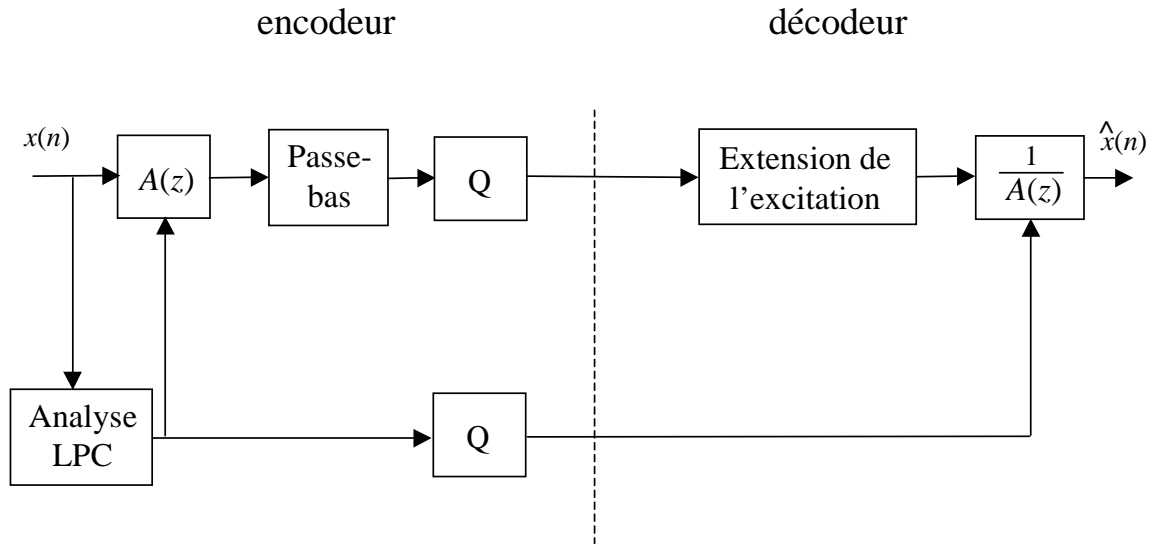 encodeur
décodeur
x(n)
A(z)
Passe-
bas
Q
Extension de
l’excitation
1
A(z)
x̂(n)
Analyse
LPC
Q